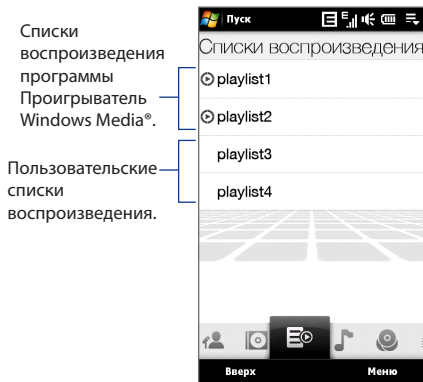 Списки
воспроизведения
программы
Проигрыватель
Windows Media®.
Пользовательские
списки
воспроизведения.
Пуск
Списки воспроизведения
playlist1
playlist2
playlist3
playlist4
Вверх
Меню